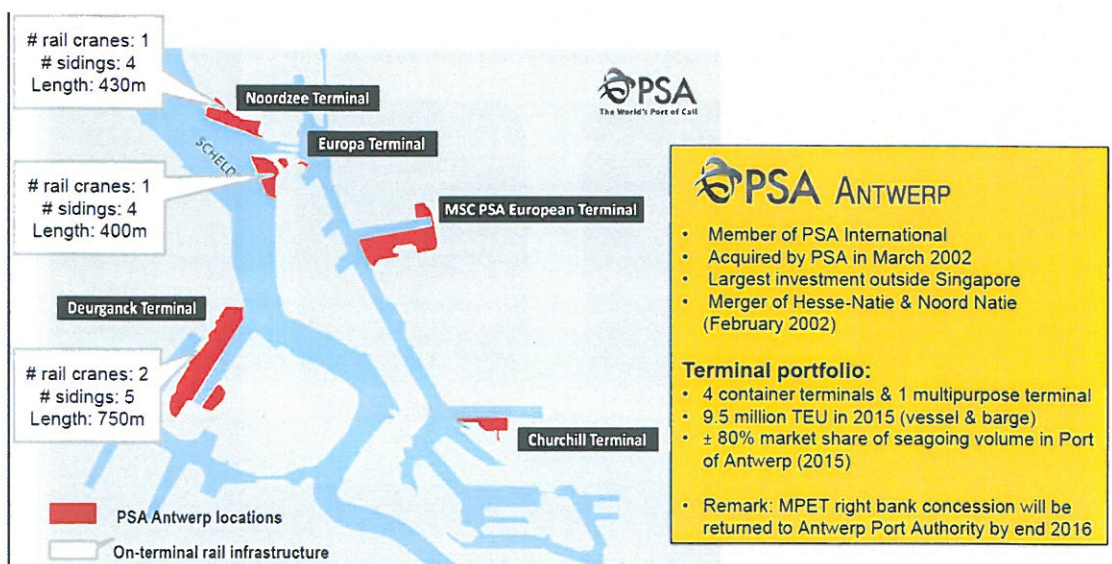 # rail cranes: 1
# sidings: 4
Length: 430m
Noordzee Terminal
PSA
The World's Port of Call
Europa Terminal
SCHELD
# rail cranes: 1
# sidings: 4
Length: 400m
MSC PSA European Terminal
Deurganck Terminal
# rail cranes: 2
# sidings: 5
Length: 750m
Churchill Terminal
PSA Antwerp locations
On-terminal rail infrastructure
PSA ANTWERP
• Member of PSA International
• Acquired by PSA in March 2002
• Largest investment outside Singapore
• Merger of Hesse-Natie & Noord Natie
(February 2002)
Terminal portfolio:
• 4 container terminals & 1 multipurpose terminal
• 9.5 million TEU in 2015 (vessel & barge)
• ± 80% market share of seagoing volume in Port
of Antwerp (2015)
• Remark: MPET right bank concession will be
returned to Antwerp Port Authority by end 2016